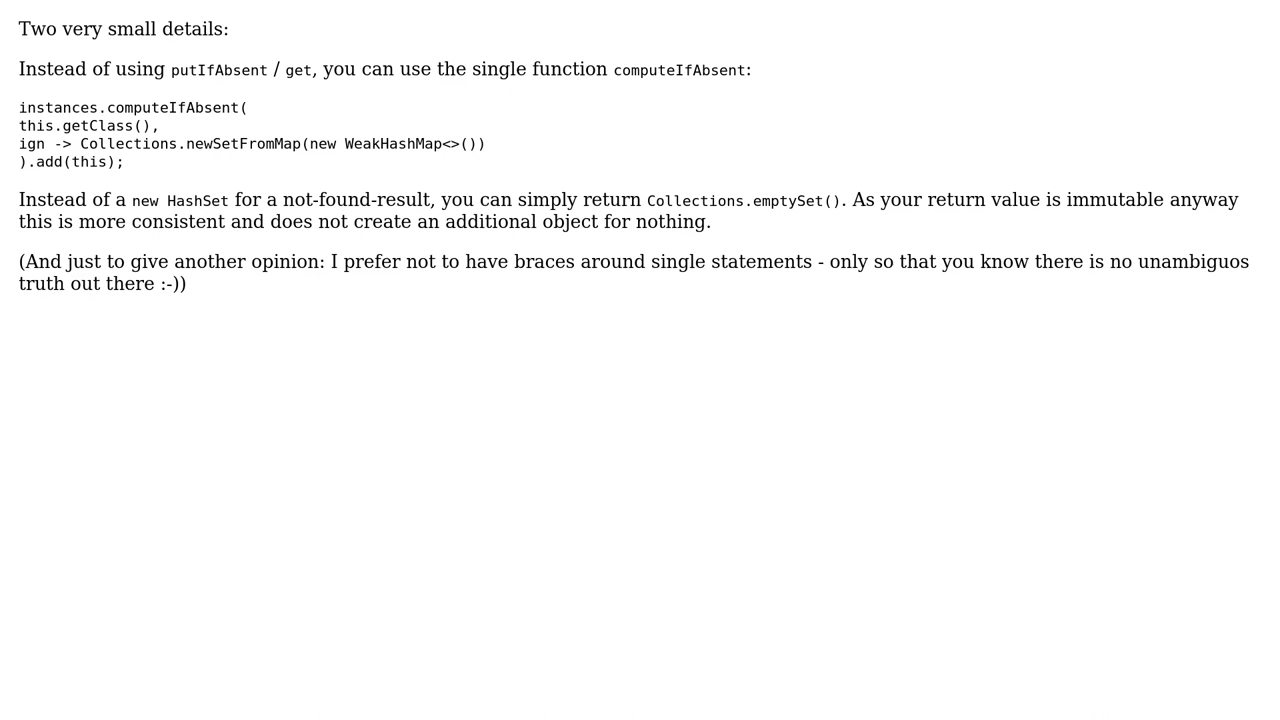 Two very small details:
Instead of using putIfAbsent / get, you can use the single function computeIfAbsent:
instances.computeIfAbsent(
this.getClass(),
ign -> Collections.newSetFromMap(new WeakHashMap<>())
).add(this);
Instead of a new HashSet for a not-found-result, you can simply return Collections.emptySet(). As your return value is immutable anyway
this is more consistent and does not create an additional object for nothing.
(And just to give another opinion: I prefer not to have braces around single statements - only so that you know there is no unambiguos
truth out there :-))